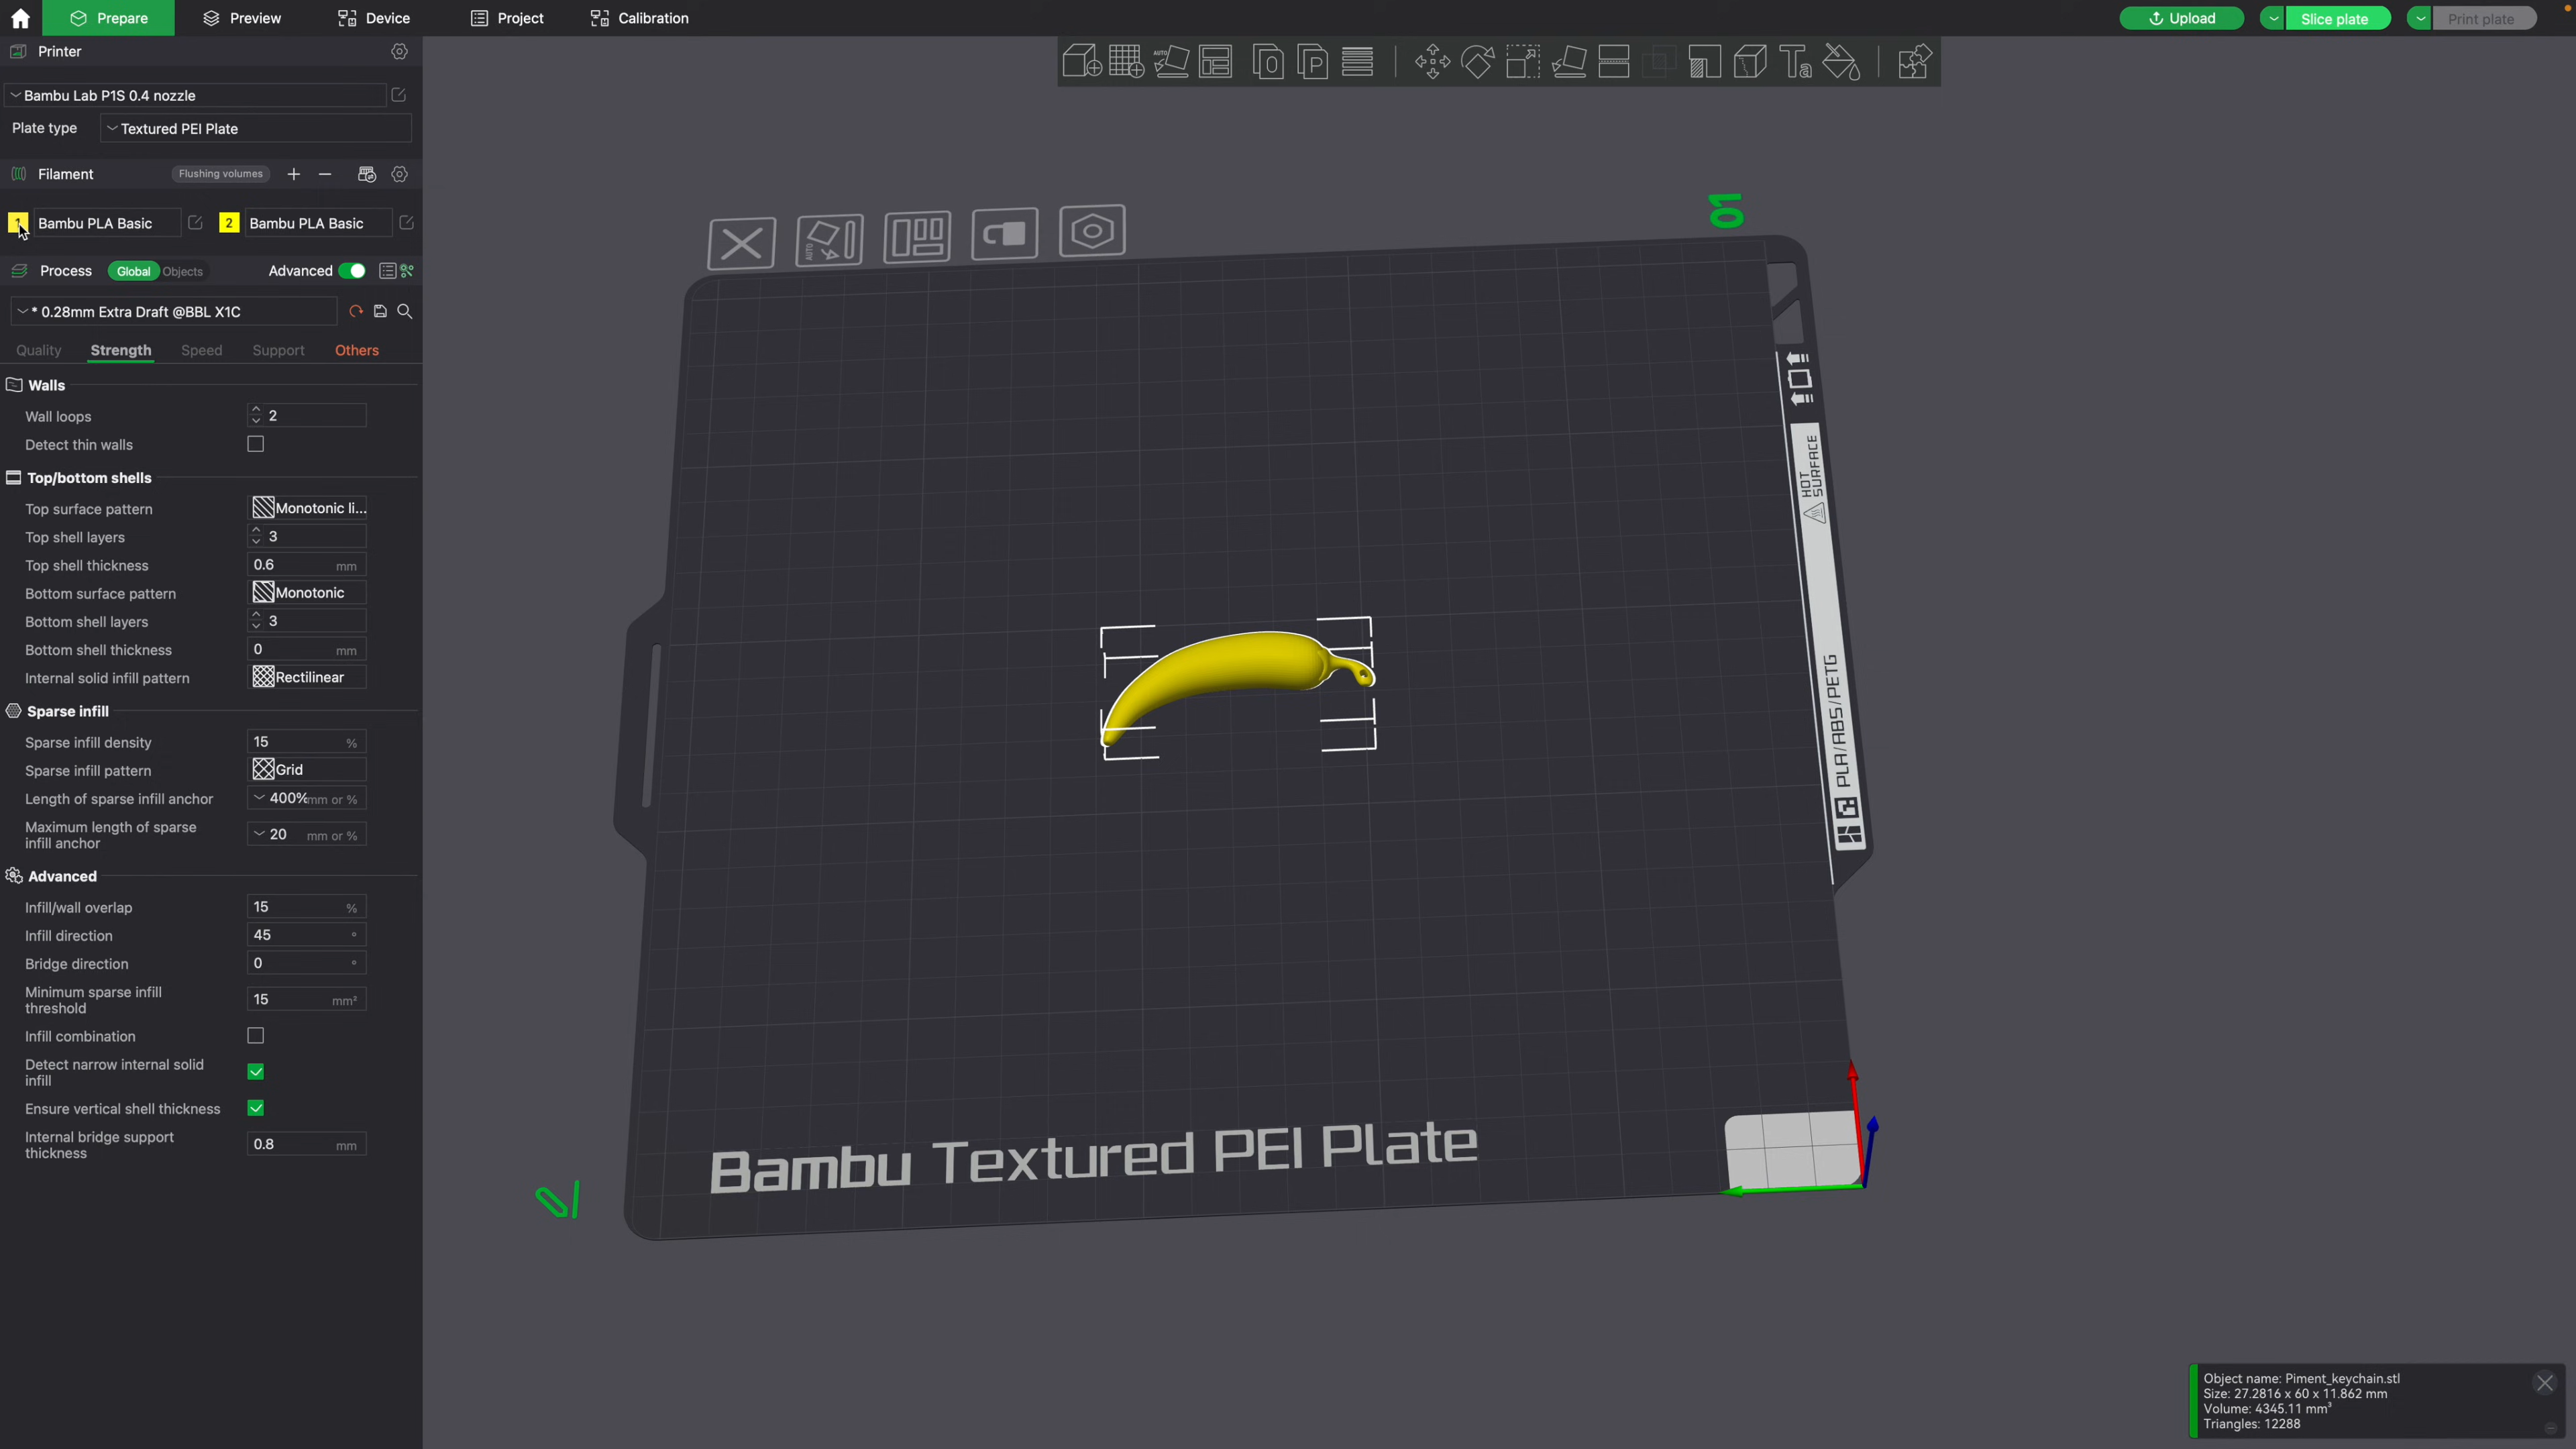 Prepare
Preview
Device
Project
Calibration
Upload
Slice plate
Print plate
Printer
Bambu Lab P1S 0.4 nozzle
Plate type
Textured PEI Plate
Filament
Flushing volumes
1
Bambu PLA Basic
2
Bambu PLA Basic
Process
Global
Objects
Advanced
* 0.28mm Extra Draft @BBL X1C
Quality
Strength
Speed
Support
Others
Walls
Wall loops
2
Detect thin walls
Top/bottom shells
Top surface pattern
Monotonic li...
Top shell layers
3
Top shell thickness
0.6 mm
Bottom surface pattern
Monotonic
Bottom shell layers
3
Bottom shell thickness
0 mm
Internal solid infill pattern
Rectilinear
Sparse infill
Sparse infill density
15 %
Sparse infill pattern
Grid
Length of sparse infill anchor
400% mm or %
Maximum length of sparse
infill anchor
20 mm or %
Advanced
Infill/wall overlap
15 %
Infill direction
45 °
Bridge direction
0 °
Minimum sparse infill
threshold
15 mm²
Infill combination
Detect narrow internal solid
infill
Ensure vertical shell thickness
Internal bridge support
thickness
0.8 mm
AUTO
O
P
Ta
AUTO
01
HOT
SURFACE
PLA/ABS/PETG
Bambu Textured PEI Plate
Object name: Piment_keychain.stl
Size: 27.2816 x 60 x 11.862 mm
Volume: 4345.11 mm³
Triangles: 12288